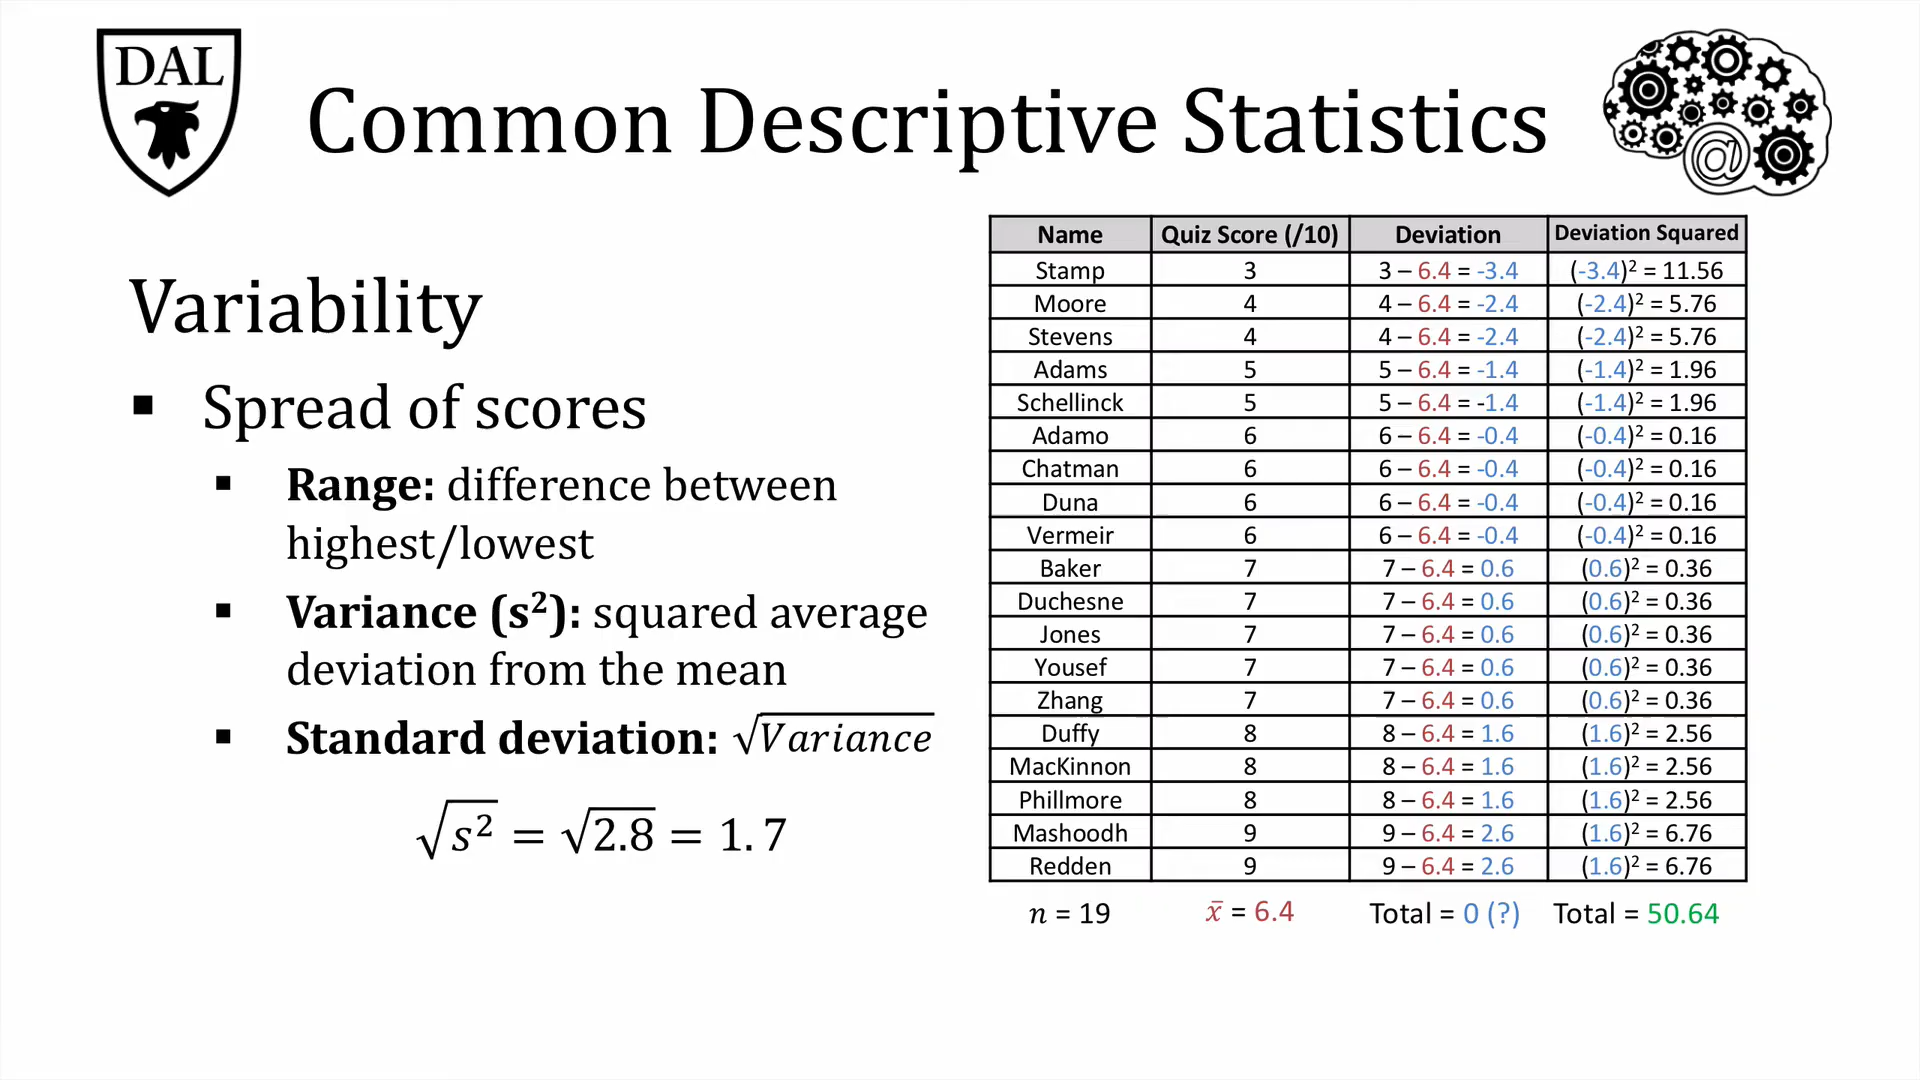 DAL
Common Descriptive Statistics
@
Variability
▪ Spread of scores
▪ Range: difference between
highest/lowest
▪ Variance (s²): squared average
deviation from the mean
▪ Standard deviation: √Variance
√s² = √2.8 = 1.7
Name Quiz Score (/10) Deviation Deviation Squared
Stamp 3 3 – 6.4 = -3.4 (-3.4)² = 11.56
Moore 4 4 – 6.4 = -2.4 (-2.4)² = 5.76
Stevens 4 4 – 6.4 = -2.4 (-2.4)² = 5.76
Adams 5 5 – 6.4 = -1.4 (-1.4)² = 1.96
Schellinck 5 5 – 6.4 = -1.4 (-1.4)² = 1.96
Adamo 6 6 – 6.4 = -0.4 (-0.4)² = 0.16
Chatman 6 6 – 6.4 = -0.4 (-0.4)² = 0.16
Duna 6 6 – 6.4 = -0.4 (-0.4)² = 0.16
Vermeir 6 6 – 6.4 = -0.4 (-0.4)² = 0.16
Baker 7 7 – 6.4 = 0.6 (0.6)² = 0.36
Duchesne 7 7 – 6.4 = 0.6 (0.6)² = 0.36
Jones 7 7 – 6.4 = 0.6 (0.6)² = 0.36
Yousef 7 7 – 6.4 = 0.6 (0.6)² = 0.36
Zhang 7 7 – 6.4 = 0.6 (0.6)² = 0.36
Duffy 8 8 – 6.4 = 1.6 (1.6)² = 2.56
MacKinnon 8 8 – 6.4 = 1.6 (1.6)² = 2.56
Phillmore 8 8 – 6.4 = 1.6 (1.6)² = 2.56
Mashoodh 9 9 – 6.4 = 2.6 (1.6)² = 6.76
Redden 9 9 – 6.4 = 2.6 (1.6)² = 6.76
n = 19 x̄ = 6.4 Total = 0 (?) Total = 50.64